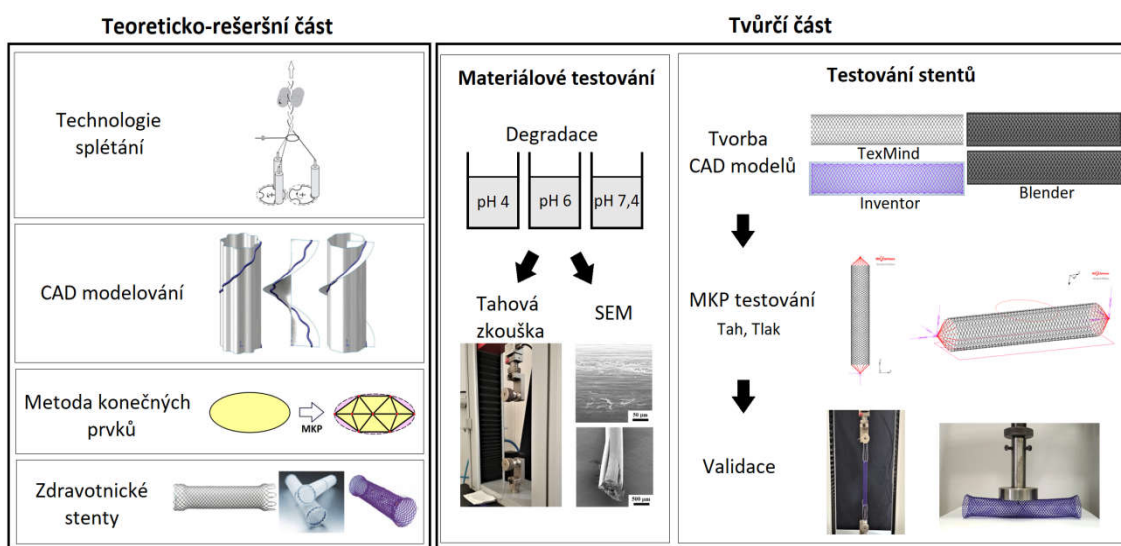 Teoreticko-rešeršní část
Technologie
splétání
CAD modelování
Metoda konečných
prvků
MKP
Zdravotnické
stenty
Tvůrčí část
Materiálové testování
Degradace
pH 4
pH 6
pH 7,4
Tahová
zkouška
SEM
50 µm
500 µm
Testování stentů
Tvorba
CAD modelů
TexMind
Inventor
Blender
MKP testování
Tah, Tlak
Validace